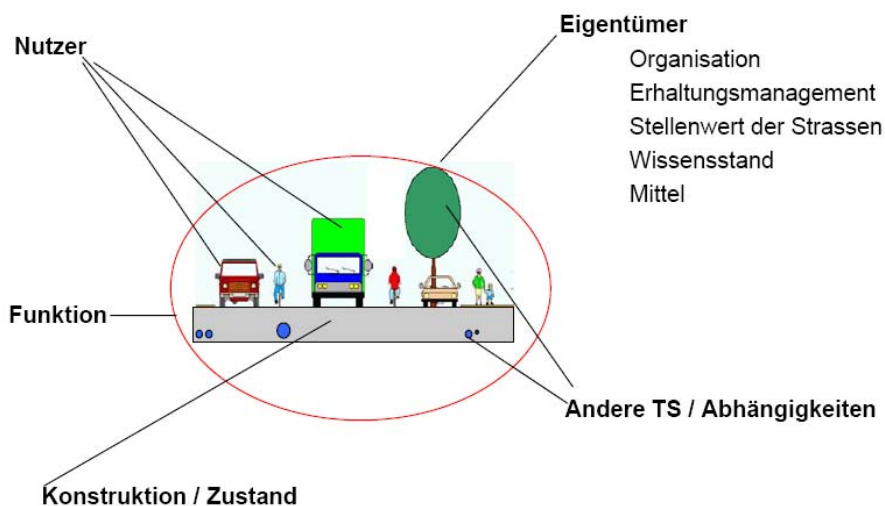 Nutzer
Eigentümer
Organisation
Erhaltungsmanagement
Stellenwert der Strassen
Wissensstand
Mittel
Funktion
Andere TS / Abhängigkeiten
Konstruktion / Zustand